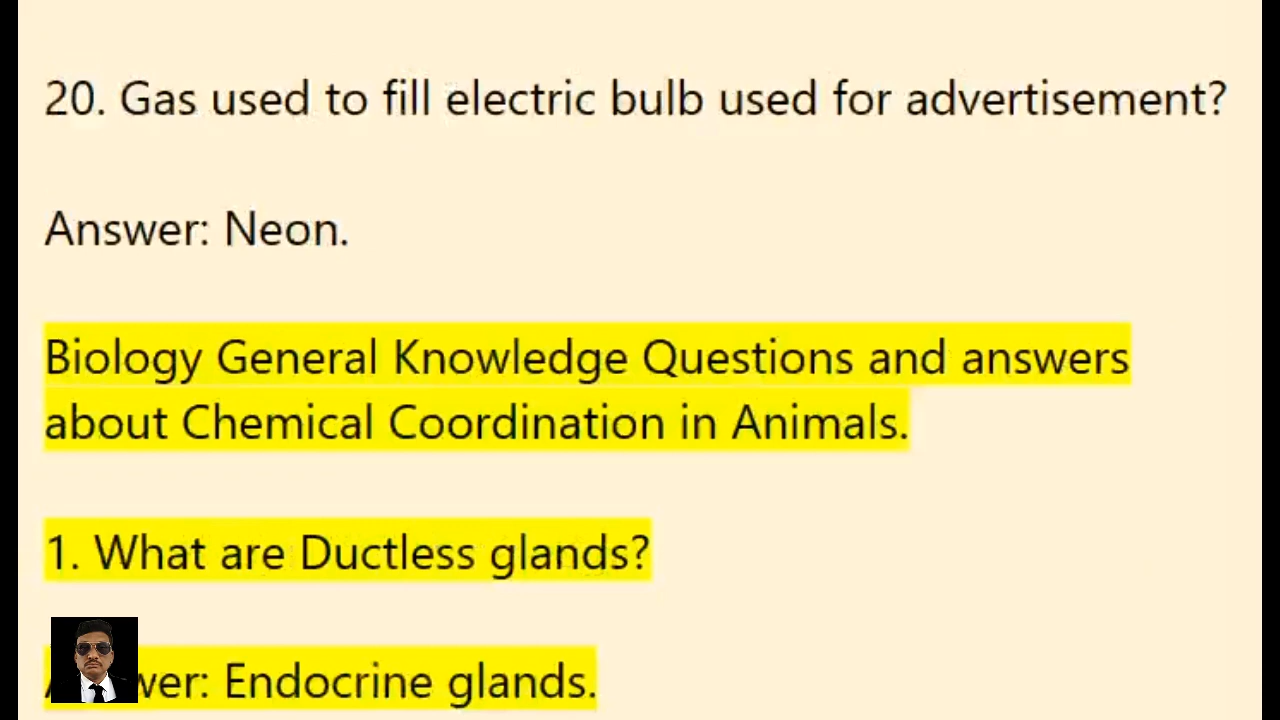 20. Gas used to fill electric bulb used for advertisement?
Answer: Neon.
Biology General Knowledge Questions and answers
about Chemical Coordination in Animals.
1. What are Ductless glands?
wer: Endocrine glands.